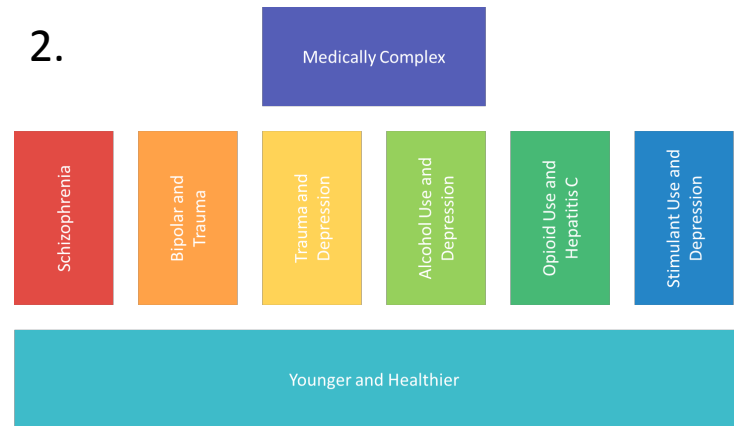 2.
Medically Complex
Schizophrenia
Bipolar and
Trauma
Trauma and
Depression
Alcohol Use and
Depression
Opioid Use and
Hepatitis C
Stimulant Use and
Depression
Younger and Healthier